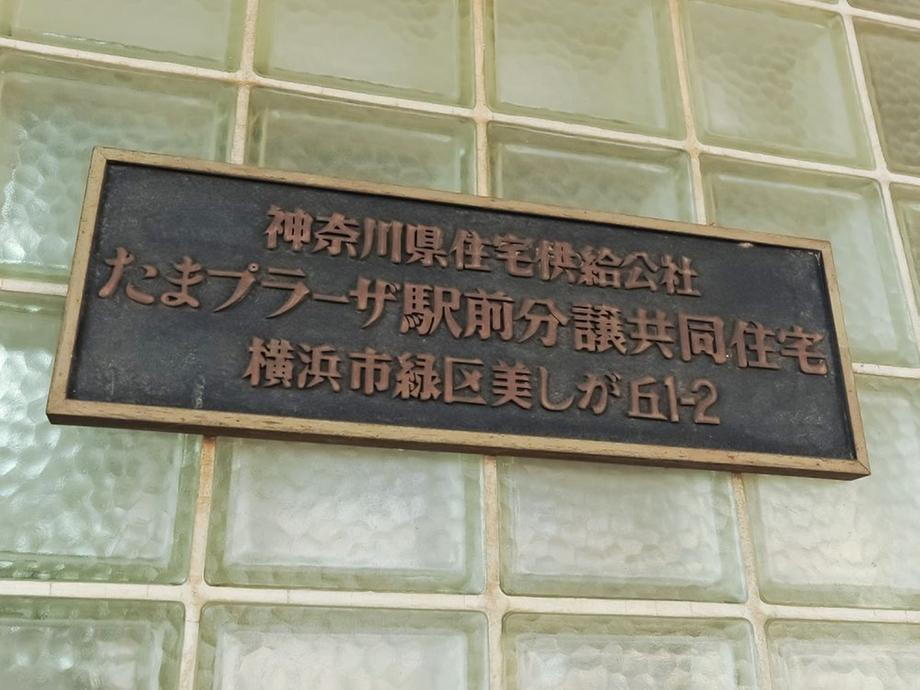 神奈川県住宅供給公社
たまプラーザ駅前分譲共同住宅
横浜市緑区美しが丘1-2